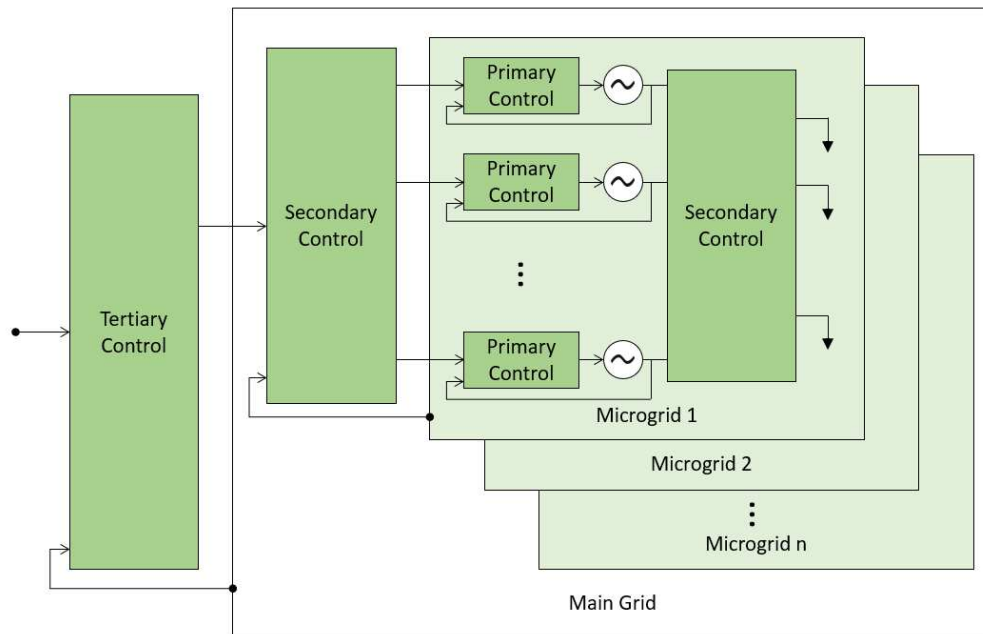 Primary
Control
Primary
Control
Secondary
Control
Secondary
Control
Tertiary
Control
Primary
Control
Microgrid 1
Microgrid 2
Microgrid n
Main Grid